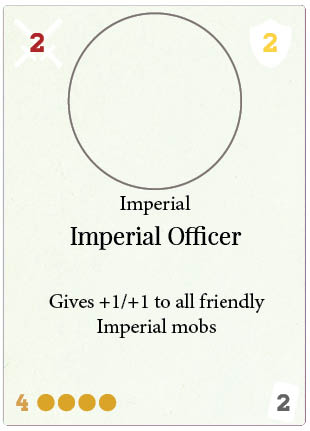 2 2
Imperial
Imperial Officer
Gives +1/+1 to all friendly
Imperial mobs
4 2